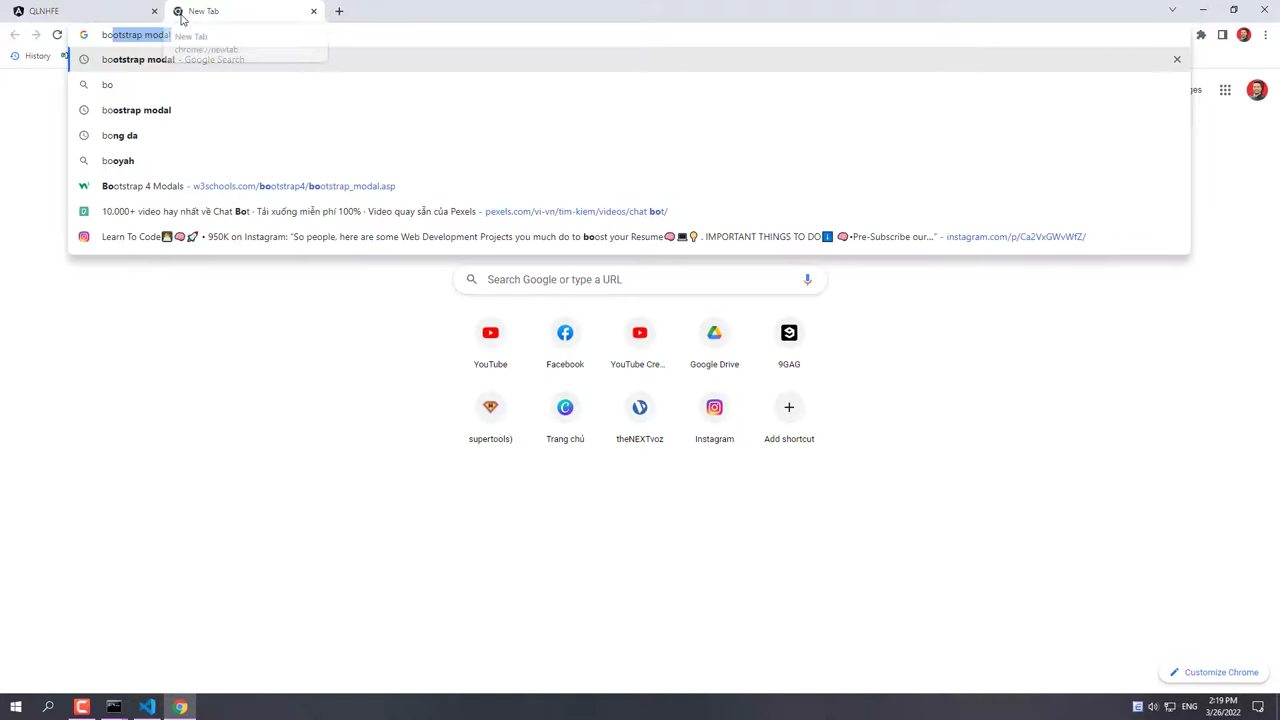 QLNHFE
New Tab
bootstrap modal
New Tab
chrome://newtab
History
bootstrap modal - Google Search
bo
boostrap modal
bong da
booyah
Bootstrap 4 Modals - w3schools.com/bootstrap4/bootstrap_modal.asp
10.000+ video hay nhất về Chat Bot · Tải xuống miễn phí 100% · Video quay sẵn của Pexels - pexels.com/vi-vn/tim-kiem/videos/chat bot/
Learn To Code👨‍💻🧠🚀 • 950K on Instagram: "So people, here are some Web Development Projects you much do to boost your Resume🧠💻💡 . IMPORTANT THINGS TO DO⬇️ 🧠•Pre-Subscribe our..." - instagram.com/p/Ca2VxGWvWfZ/
ges
Search Google or type a URL
YouTube
Facebook
YouTube Cre...
Google Drive
9GAG
supertools)
Trang chủ
theNEXTvoz
Instagram
Add shortcut
Customize Chrome
ENG
2:19 PM
3/26/2022